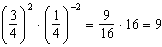 (3/4)² · (1/4)⁻² = 9/16 · 16 = 9